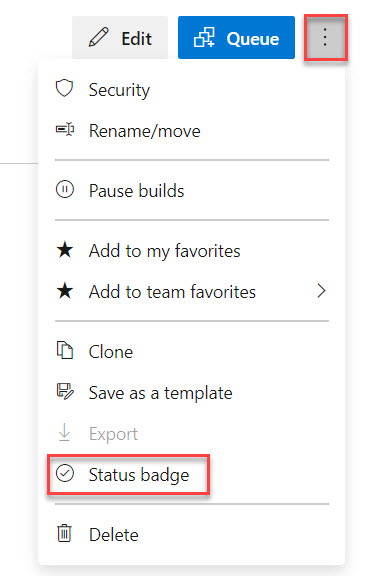 Edit Queue
Security
Rename/move
Pause builds
Add to my favorites
Add to team favorites
Clone
Save as a template
Export
Status badge
Delete